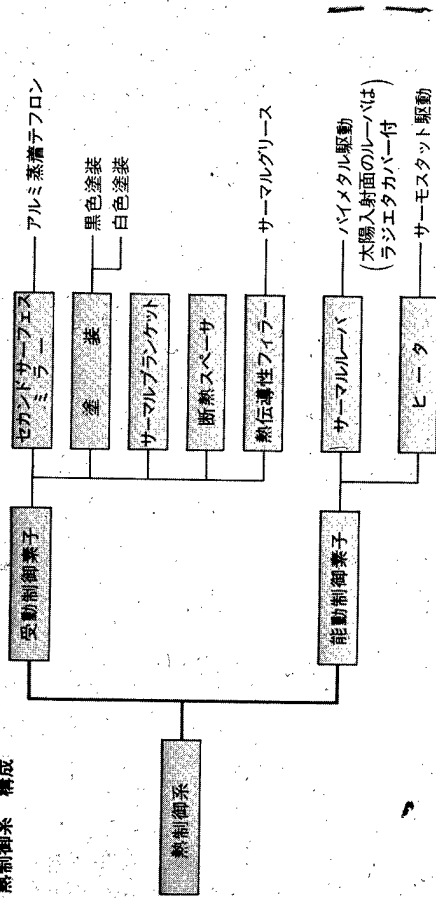 熱制御系 構成
熱制御系
受動制御素子
セカンドサーフェス
ミラー
アルミ蒸着テフロン
塗 装
黒色塗装
白色塗装
サーマルブランケット
断熱スペーサ
熱伝導性フィラー
サーマルグリース
能動制御素子
サーマルルーバ
バイメタル駆動
(太陽入射面のルーバは
ラジエタカバー付)
ヒータ
サーモスタット駆動